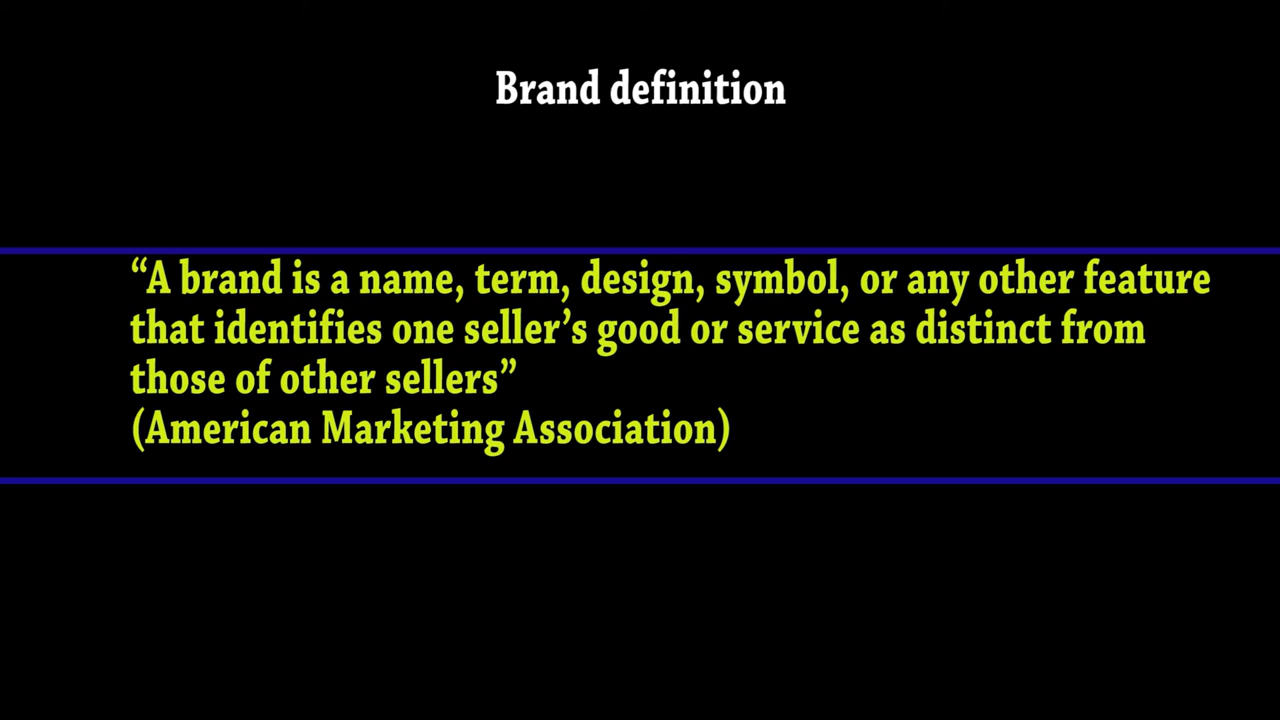 Brand definition
“A brand is a name, term, design, symbol, or any other feature
that identifies one seller’s good or service as distinct from
those of other sellers”
(American Marketing Association)